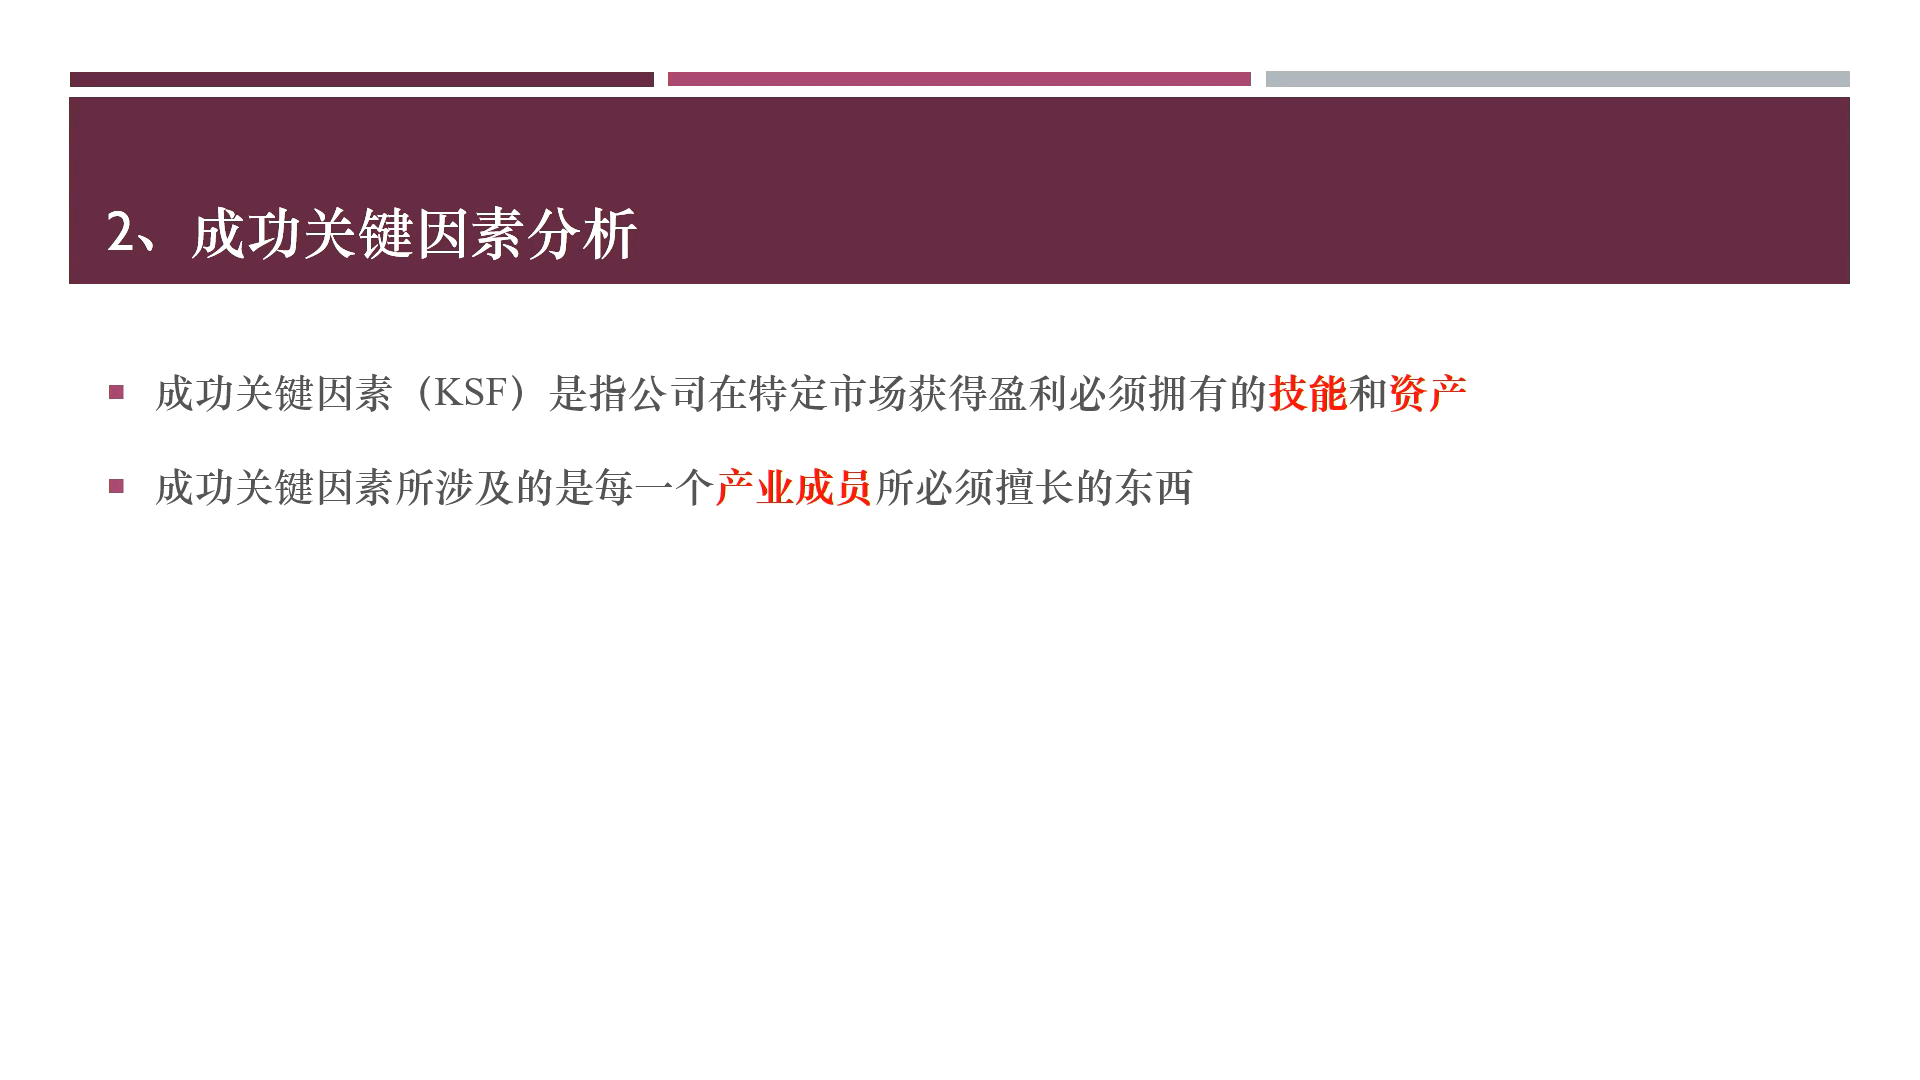 2、成功关键因素分析
成功关键因素（KSF）是指公司在特定市场获得盈利必须拥有的技能和资产
成功关键因素所涉及的是每一个产业成员所必须擅长的东西